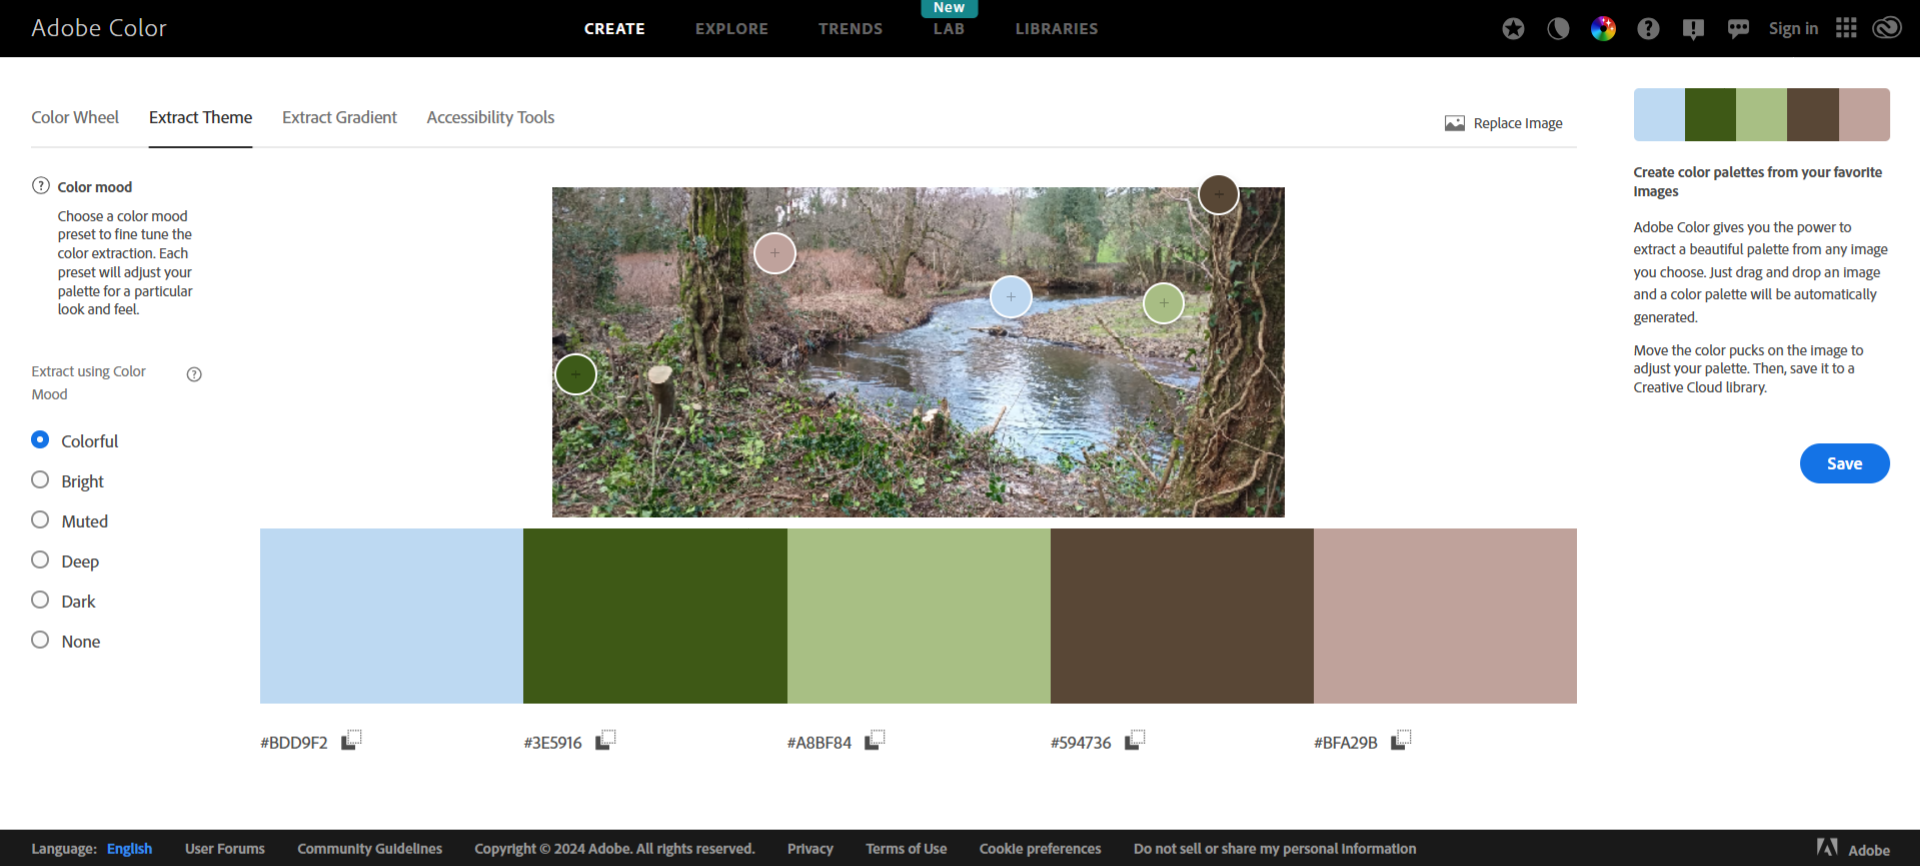 Adobe Color
CREATE
EXPLORE
TRENDS
New
LAB
LIBRARIES
Sign in
Color Wheel
Extract Theme
Extract Gradient
Accessibility Tools
Replace Image
Color mood
Choose a color mood
preset to fine tune the
color extraction. Each
preset will adjust your
palette for a particular
look and feel.
Extract using Color
Mood
Colorful
Bright
Muted
Deep
Dark
None
#BDD9F2
#3E5916
#A8BF84
#594736
#BFA29B
Create color palettes from your favorite
Images
Adobe Color gives you the power to
extract a beautiful palette from any image
you choose. Just drag and drop an image
and a color palette will be automatically
generated.
Move the color pucks on the image to
adjust your palette. Then, save it to a
Creative Cloud library.
Save
Language: English
User Forums
Community Guidelines
Copyright © 2024 Adobe. All rights reserved.
Privacy
Terms of Use
Cookie preferences
Do not sell or share my personal information
Adobe